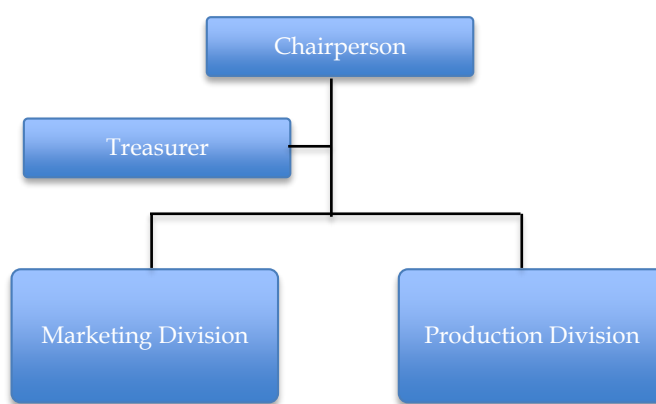 Chairperson
Treasurer
Marketing Division
Production Division